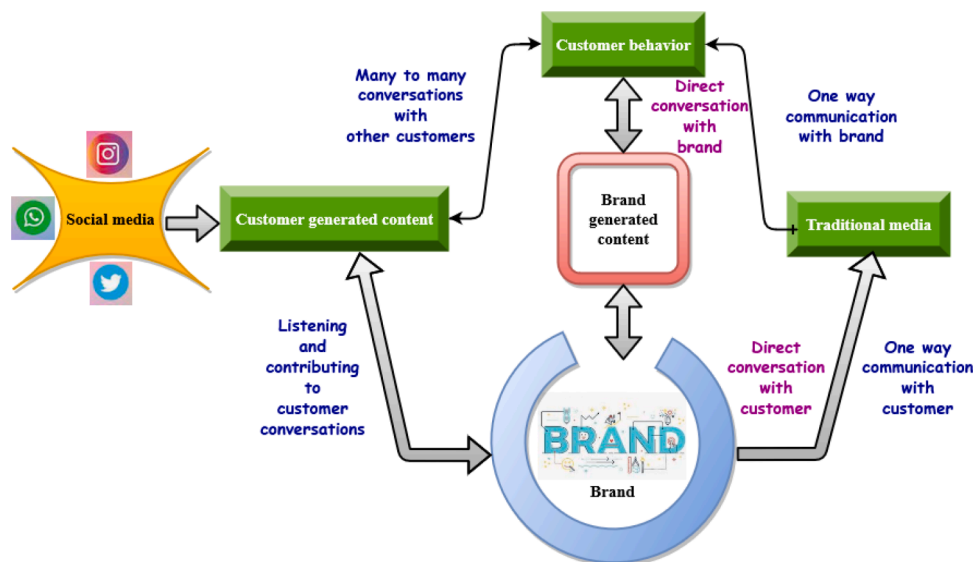 Customer behavior
Many to many
conversations
with
other customers
Direct
conversation
with
brand
One way
communication
with brand
Social media
Customer generated content
Brand
generated
content
Traditional media
Listening
and
contributing
to
customer
conversations
Direct
conversation
with
customer
One way
communication
with
customer
BRAND
Brand